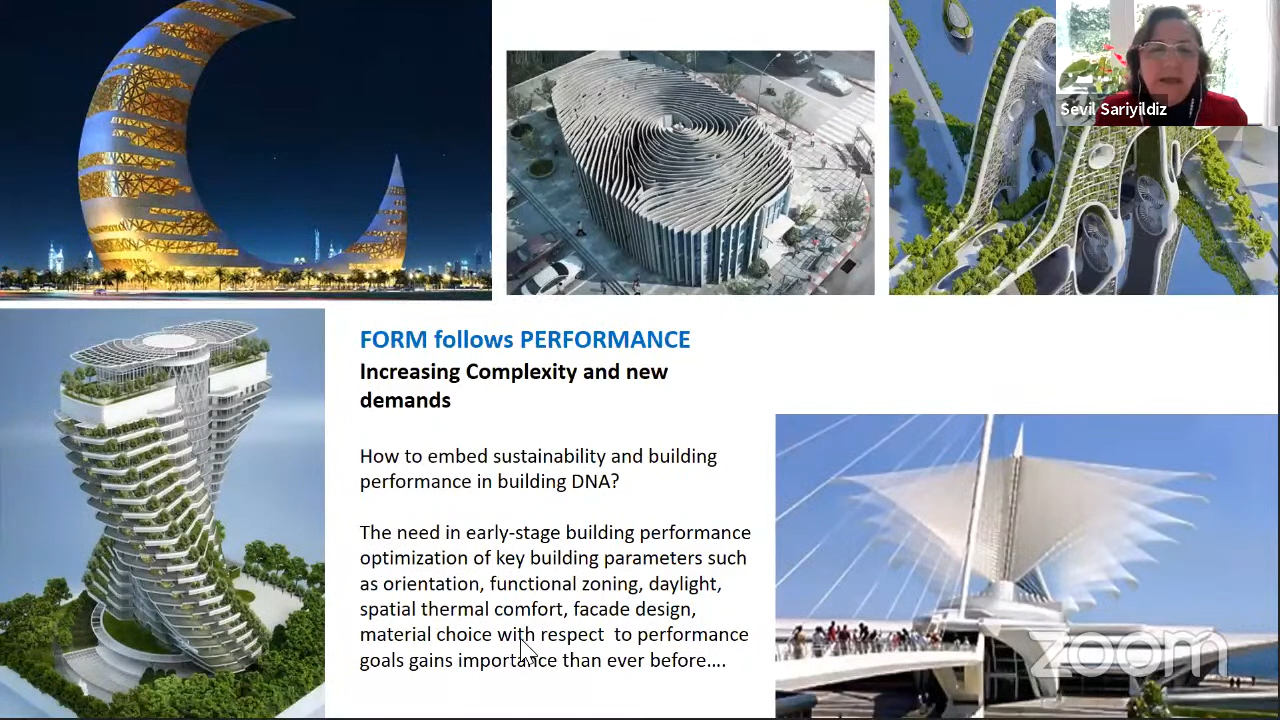 Sevil Sariyildiz
FORM follows PERFORMANCE
Increasing Complexity and new
demands
How to embed sustainability and building
performance in building DNA?
The need in early-stage building performance
optimization of key building parameters such
as orientation, functional zoning, daylight,
spatial thermal comfort, facade design,
material choice with respect  to performance
goals gains importance than ever before....
zoom